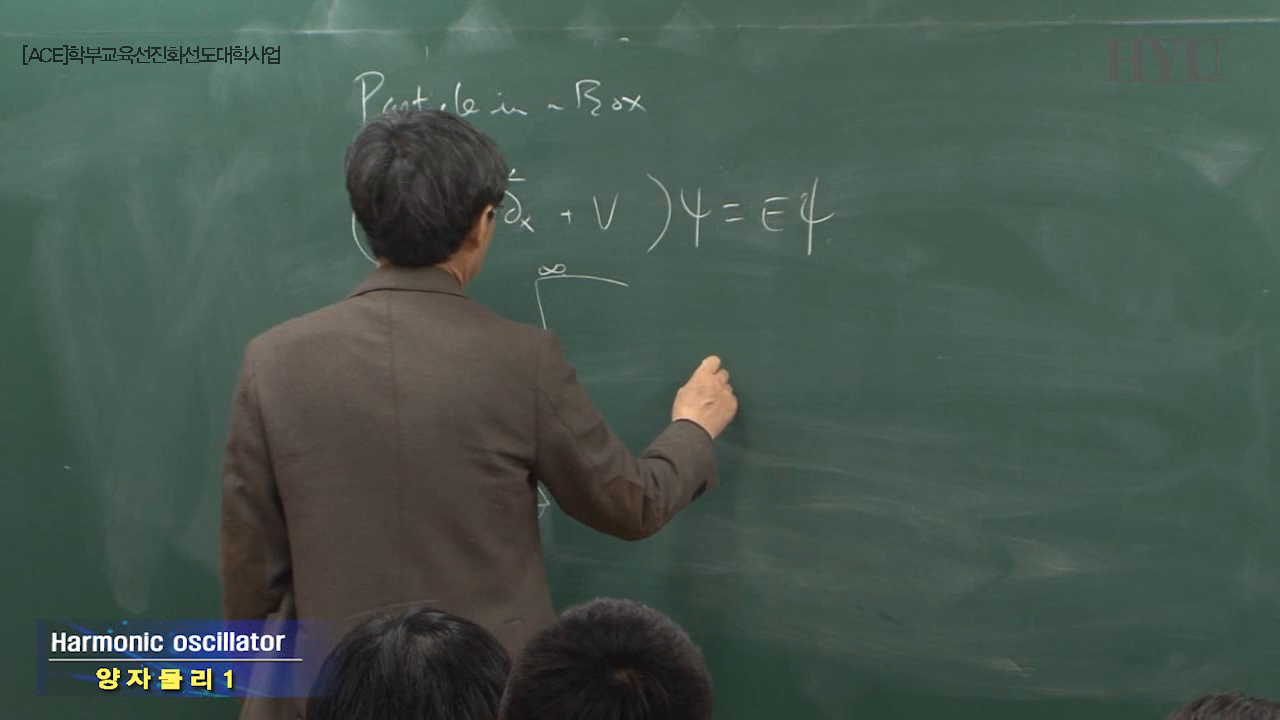 [ACE]학부교육선진화선도대학사업
HYU
Particle in a Box
∂x + V ) ψ = E ψ
∞
Harmonic oscillator
양자물리1